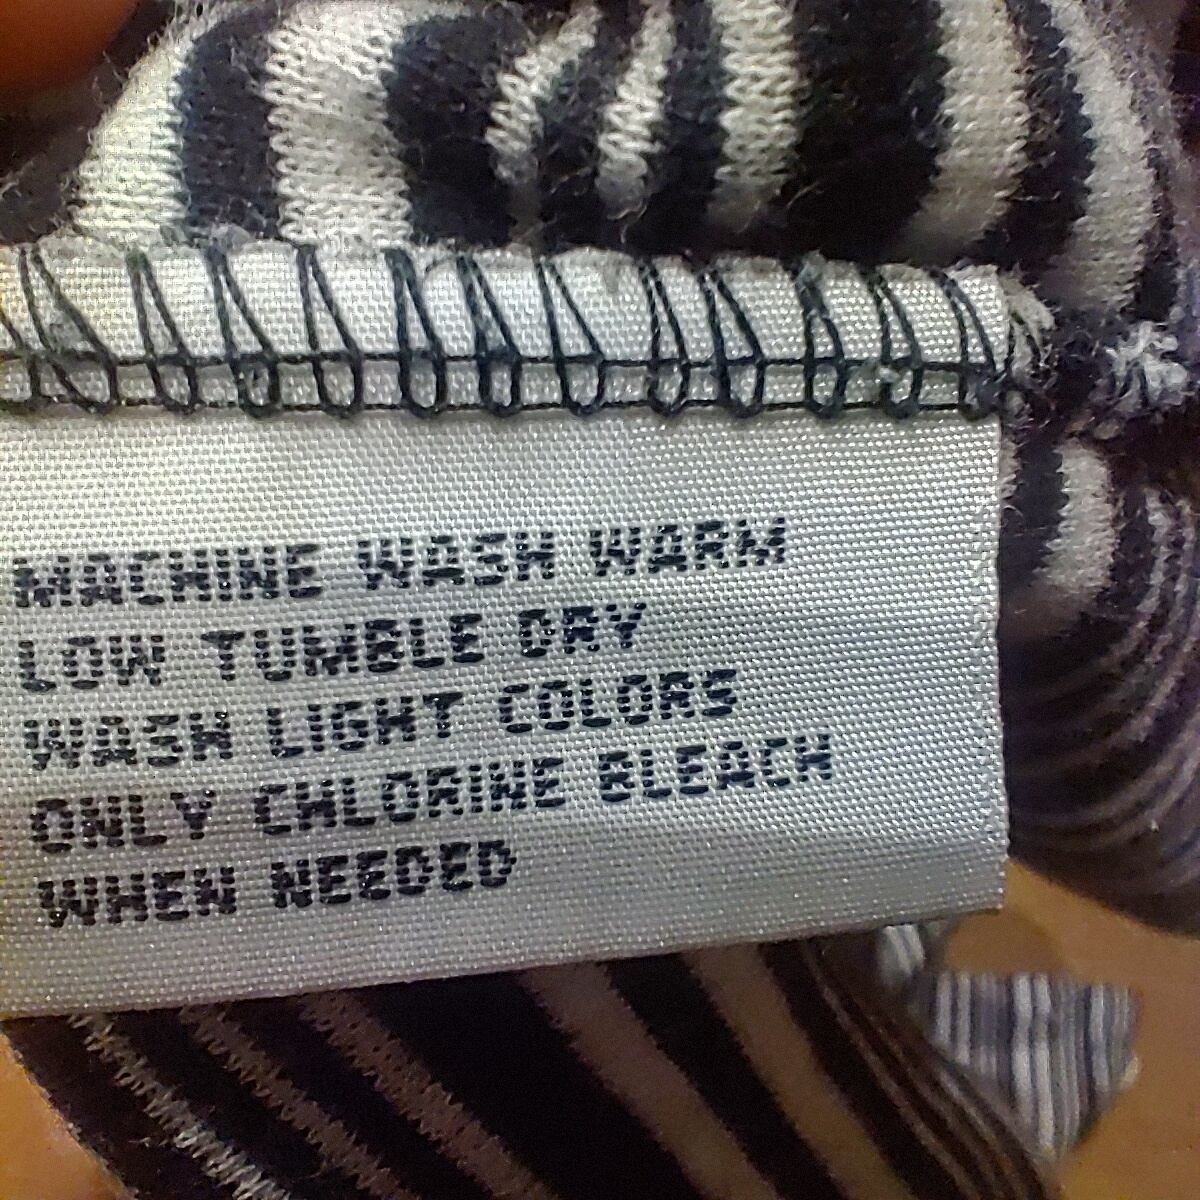 MACHINE WASH WARM
LOW TUMBLE DRY
WASH LIGHT COLORS
ONLY CHLORINE BLEACH
WHEN NEEDED